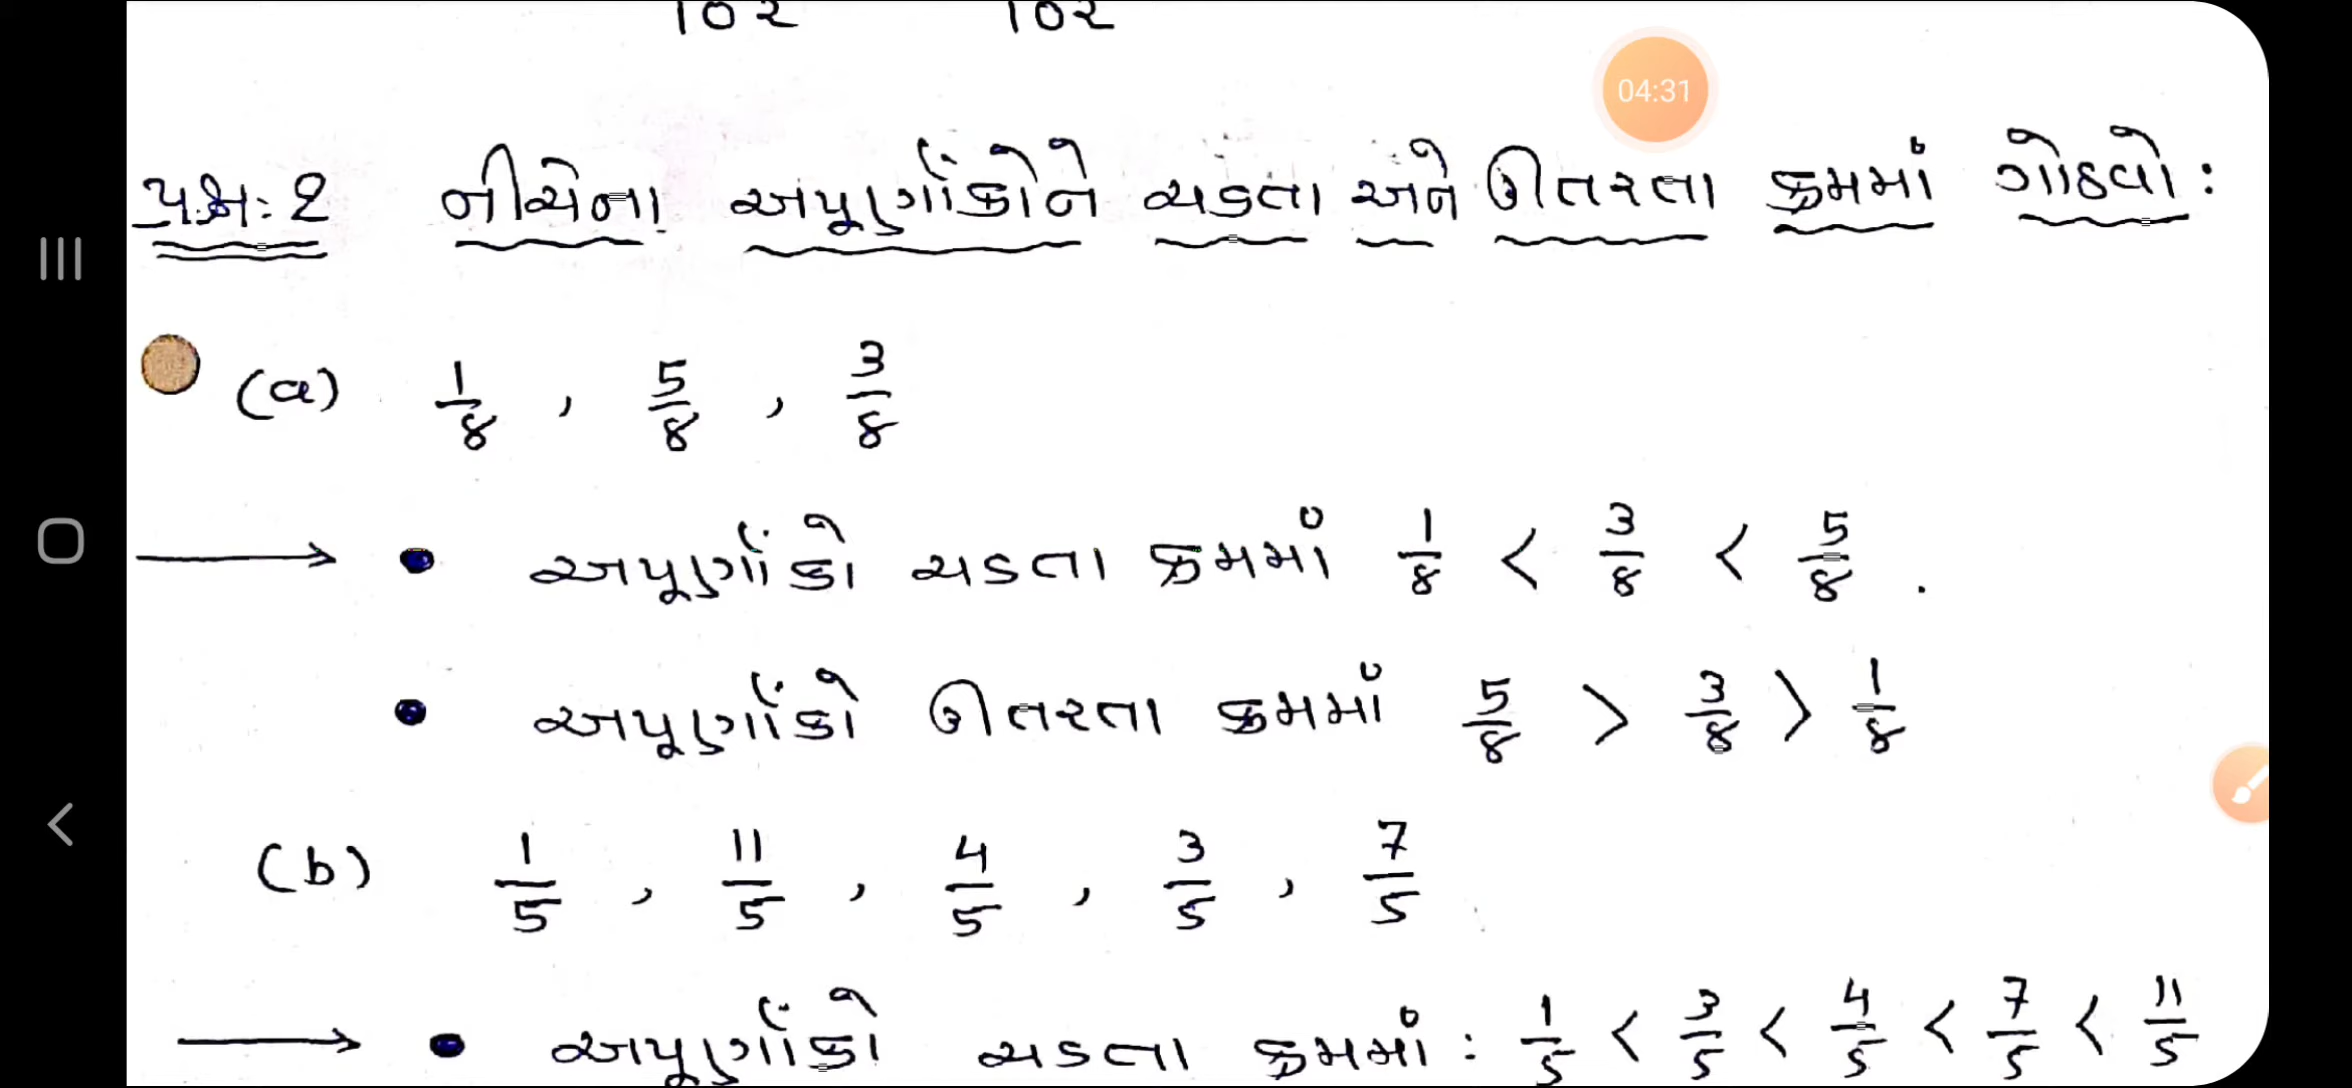 102 102
04:31
પ્રશ્ન: 2 નીચેના અપૂર્ણાંકોને ચડતા અને ઊતરતા ક્રમમાં ગોઠવો:
(a) 1/8 , 5/8 , 3/8
→ • અપૂર્ણાંકો ચડતા ક્રમમાં 1/8 < 3/8 < 5/8 .
• અપૂર્ણાંકો ઊતરતા ક્રમમાં 5/8 > 3/8 > 1/8
(b) 1/5 , 11/5 , 4/5 , 3/5 , 7/5
→ • અપૂર્ણાંકો ચડતા ક્રમમાં : 1/5 < 3/5 < 4/5 < 7/5 < 11/5